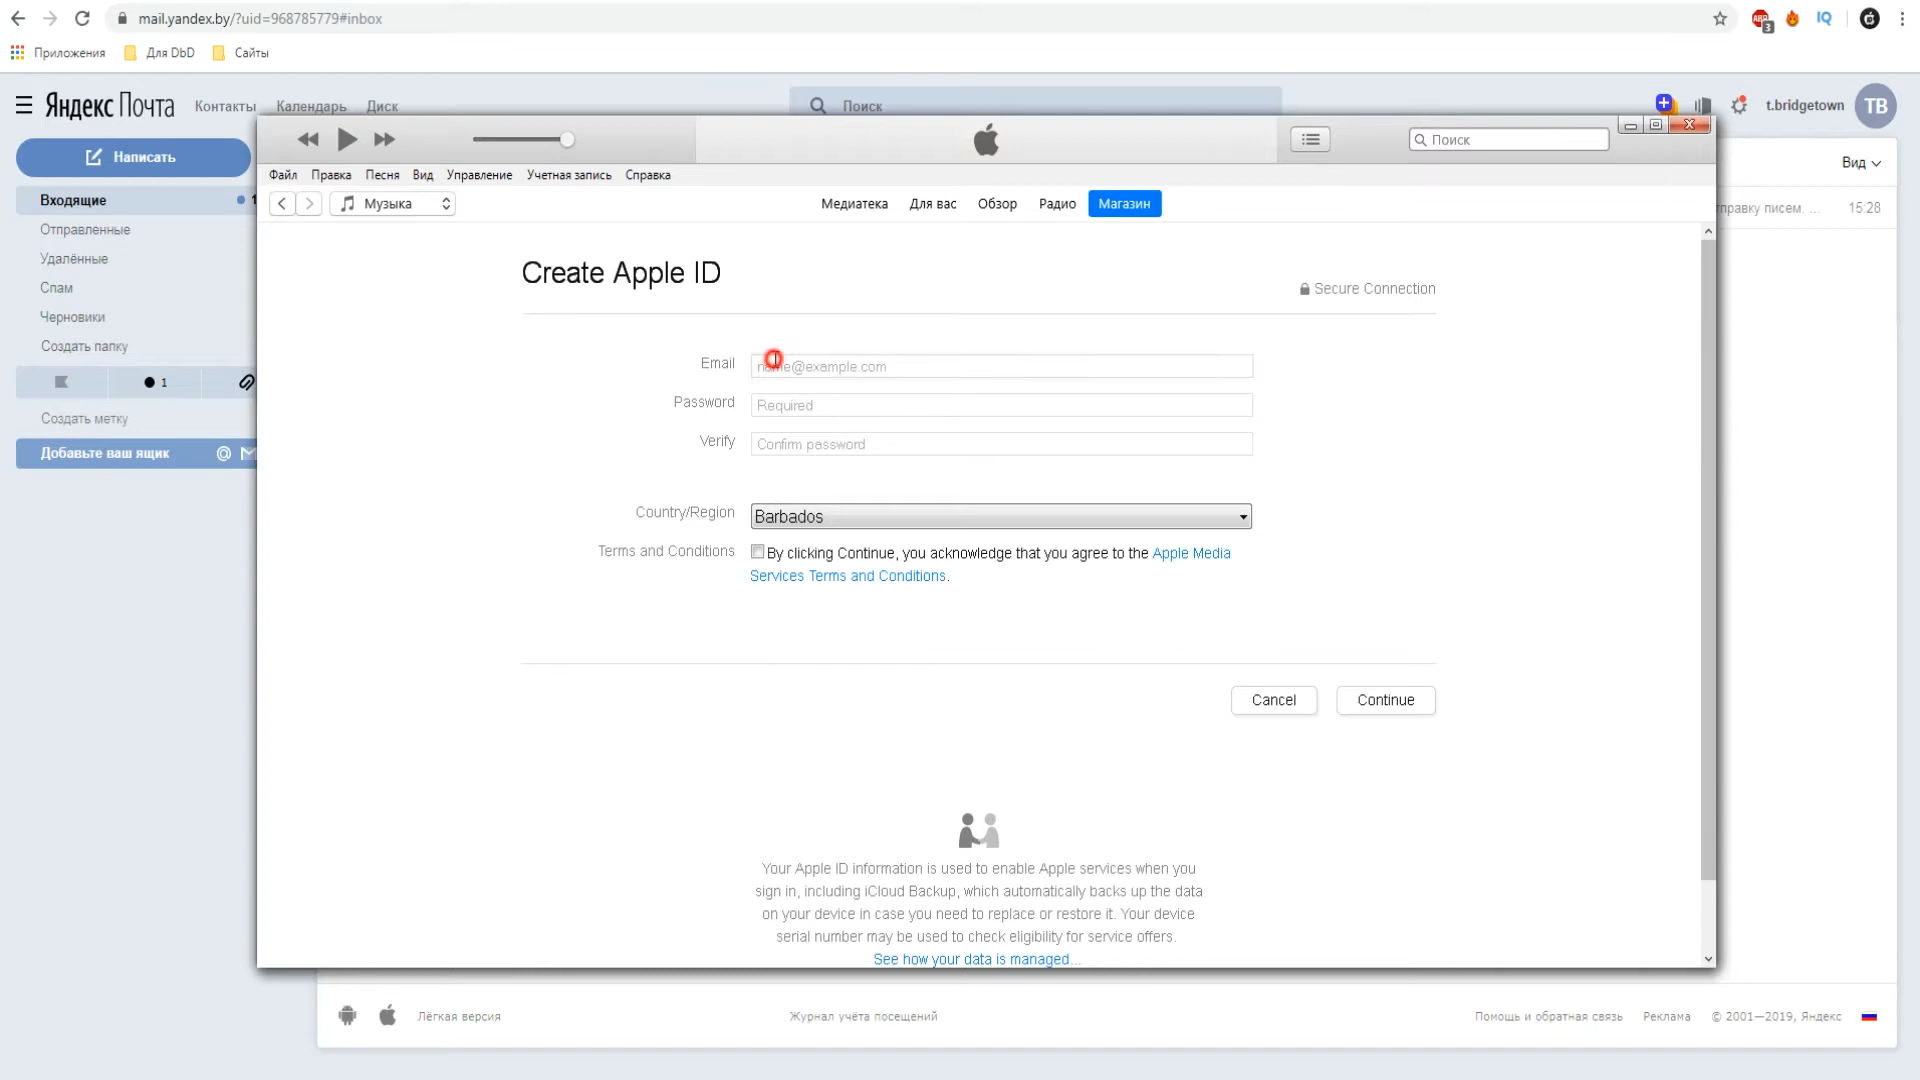 mail.yandex.by/?uid=968785779#inbox
3
IQ
Приложения
Для DbD
Сайты
Яндекс Почта
Контакты
Календарь
Диск
Поиск
t.bridgetown
TB
Написать
Вид
Входящие
1
Отправленные
Удалённые
Спам
Черновики
Создать папку
1
Создать метку
Добавьте ваш ящик
15:28
Поиск
Файл
Правка
Песня
Вид
Управление
Учетная запись
Справка
Музыка
Медиатека
Для вас
Обзор
Радио
Магазин
Create Apple ID
Secure Connection
Email
name@example.com
Password
Required
Verify
Confirm password
Country/Region
Barbados
Terms and Conditions
By clicking Continue, you acknowledge that you agree to the Apple Media
Services Terms and Conditions.
Cancel
Continue
Your Apple ID information is used to enable Apple services when you
sign in, including iCloud Backup, which automatically backs up the data
on your device in case you need to replace or restore it. Your device
serial number may be used to check eligibility for service offers.
See how your data is managed...
Лёгкая версия
Журнал учёта посещений
Помощь и обратная связь
Реклама
© 2001—2019, Яндекс